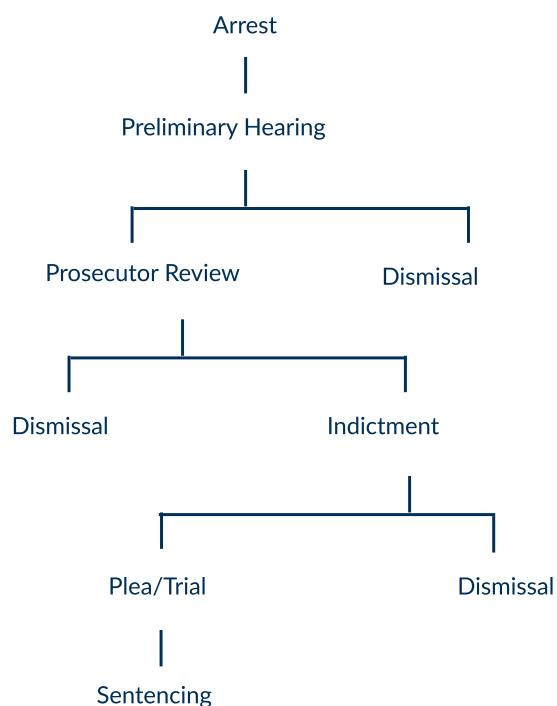 Arrest
Preliminary Hearing
Prosecutor Review
Dismissal
Dismissal
Indictment
Plea/Trial
Dismissal
Sentencing